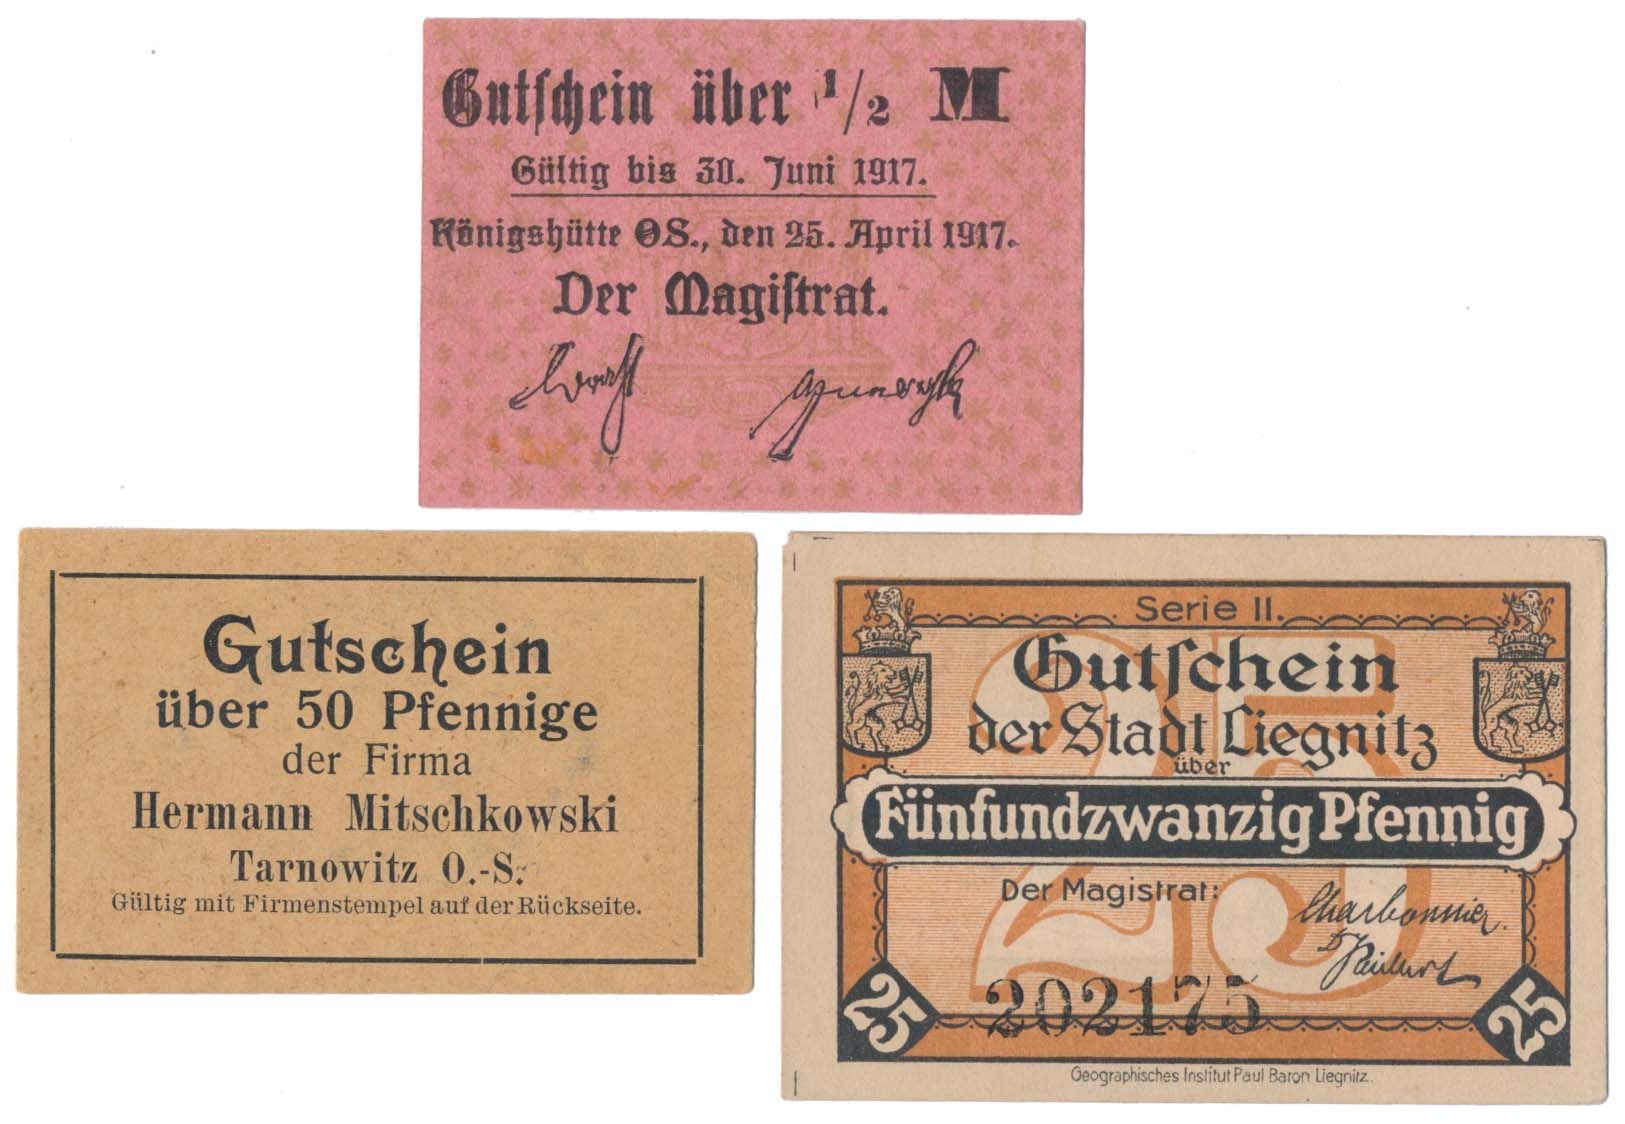 Gutschein über 1/2 M
Gültig bis 30. Juni 1917.
Königshütte OS., den 25. April 1917.
Der Magistrat.
Gutschein
über 50 Pfennige
der Firma
Hermann Mitschkowski
Tarnowitz O.-S.
Gültig mit Firmenstempel auf der Rückseite.
Serie II.
25
Gutschein
der Stadt Liegnitz
über
Fünfundzwanzig Pfennig
Der Magistrat:
Charbonnier.
202175
25
25
Geographisches Institut Paul Baron Liegnitz.